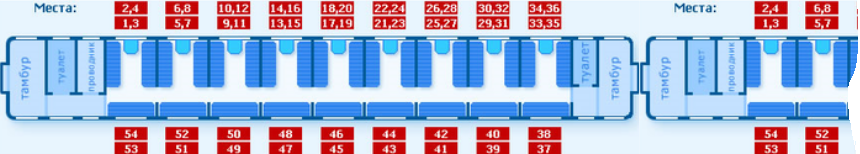 Места: 2,4 6,8 10,12 14,16 18,20 22,24 26,28 30,32 34,36 Места: 2,4 6,8
1,3 5,7 9,11 13,15 17,19 21,23 25,27 29,31 33,35 1,3 5,7
тамбур туалет проводник туалет тамбур тамбур туалет проводник
54 52 50 48 46 44 42 40 38 54 52
53 51 49 47 45 43 41 39 37 53 51